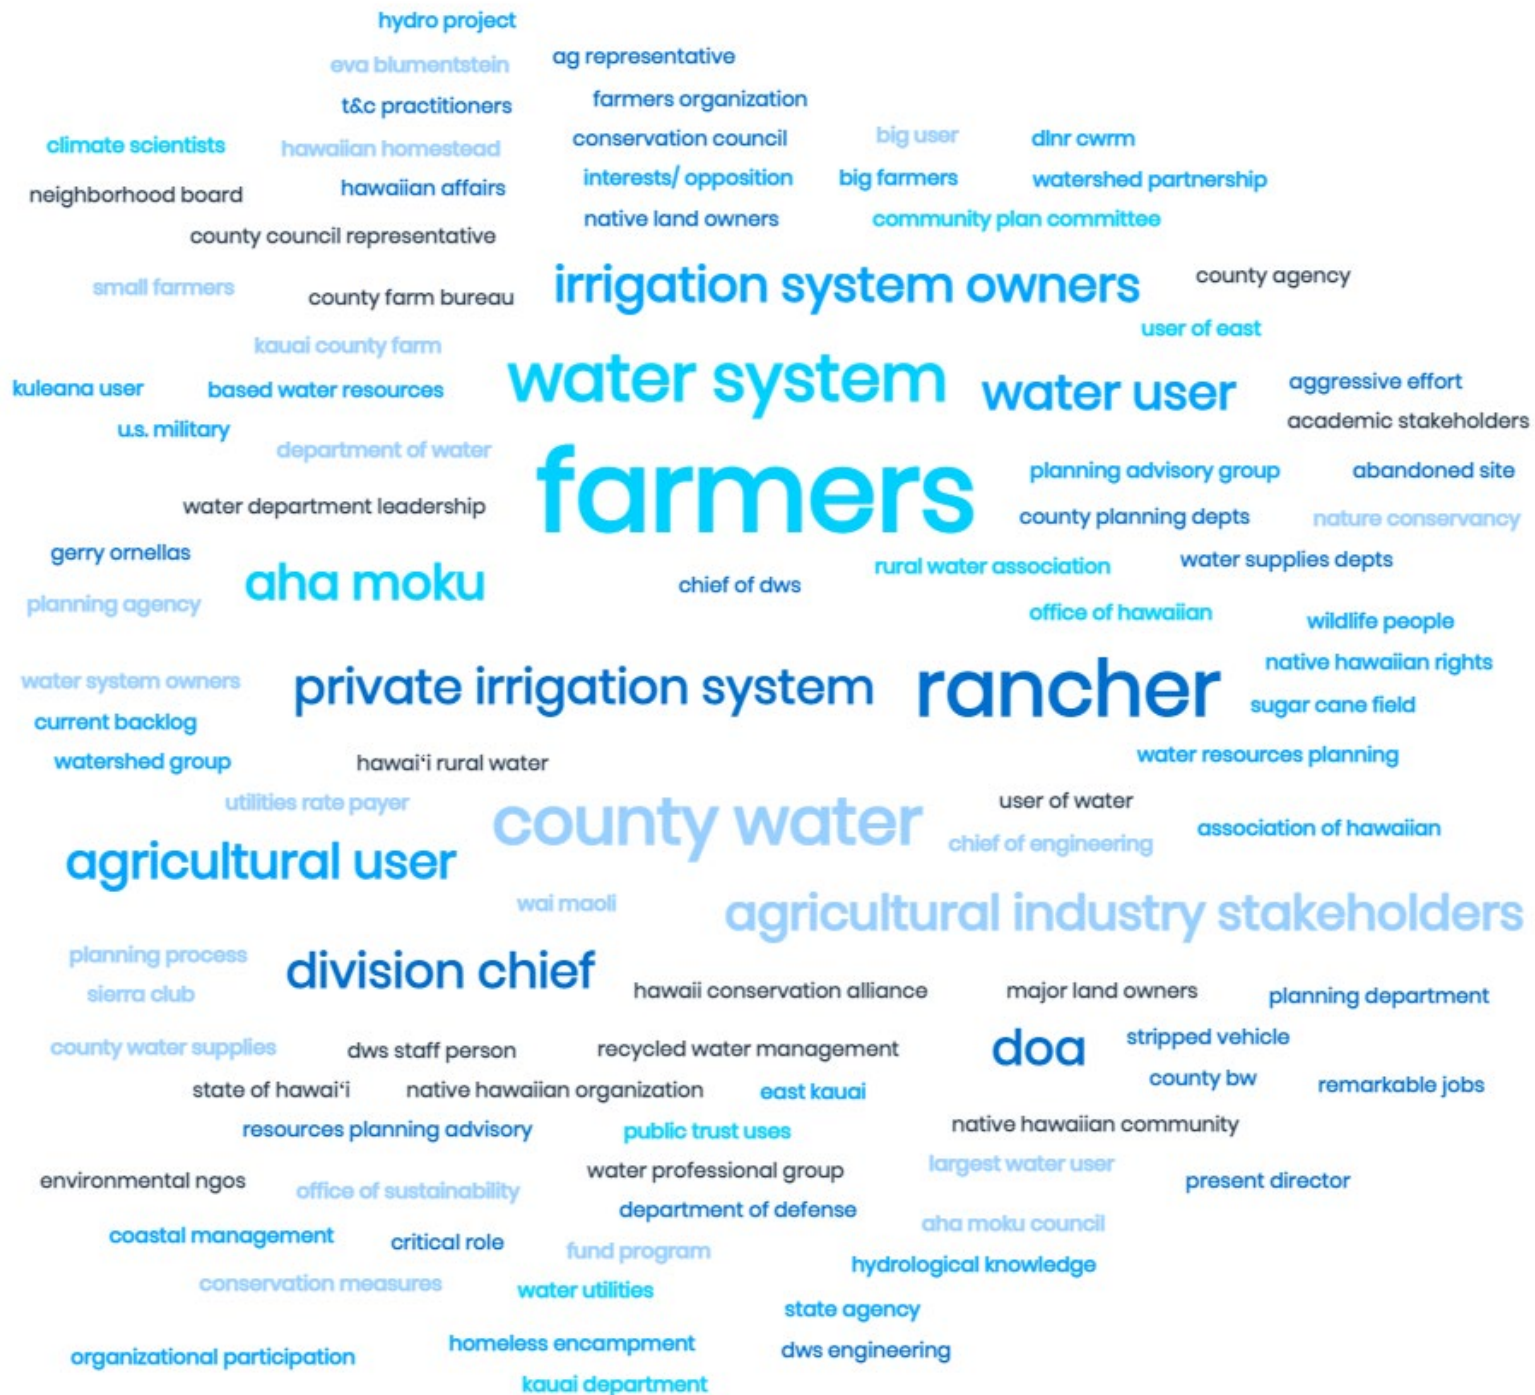 hydro project
eva blumentstein
ag representative
t&c practitioners
farmers organization
climate scientists
hawaiian homestead
conservation council
big user
dlnr cwrm
neighborhood board
hawaiian affairs
interests/ opposition
big farmers
watershed partnership
native land owners
community plan committee
county council representative
small farmers
county farm bureau
irrigation system owners
county agency
user of east
kauai county farm
kuleana user
based water resources
water system
water user
aggressive effort
academic stakeholders
u.s. military
department of water
farmers
planning advisory group
abandoned site
water department leadership
county planning depts
nature conservancy
gerry ornellas
aha moku
chief of dws
rural water association
water supplies depts
planning agency
office of hawaiian
wildlife people
water system owners
private irrigation system
rancher
native hawaiian rights
sugar cane field
current backlog
watershed group
hawaiʻi rural water
water resources planning
utilities rate payer
county water
user of water
association of hawaiian
chief of engineering
agricultural user
wai maoli
agricultural industry stakeholders
planning process
division chief
sierra club
hawaii conservation alliance
major land owners
planning department
county water supplies
dws staff person
recycled water management
doa
stripped vehicle
county bw
remarkable jobs
state of hawaiʻi
native hawaiian organization
east kauai
resources planning advisory
public trust uses
native hawaiian community
environmental ngos
office of sustainability
water professional group
largest water user
present director
department of defense
aha moku council
coastal management
critical role
fund program
hydrological knowledge
conservation measures
water utilities
state agency
organizational participation
homeless encampment
dws engineering
kauai department